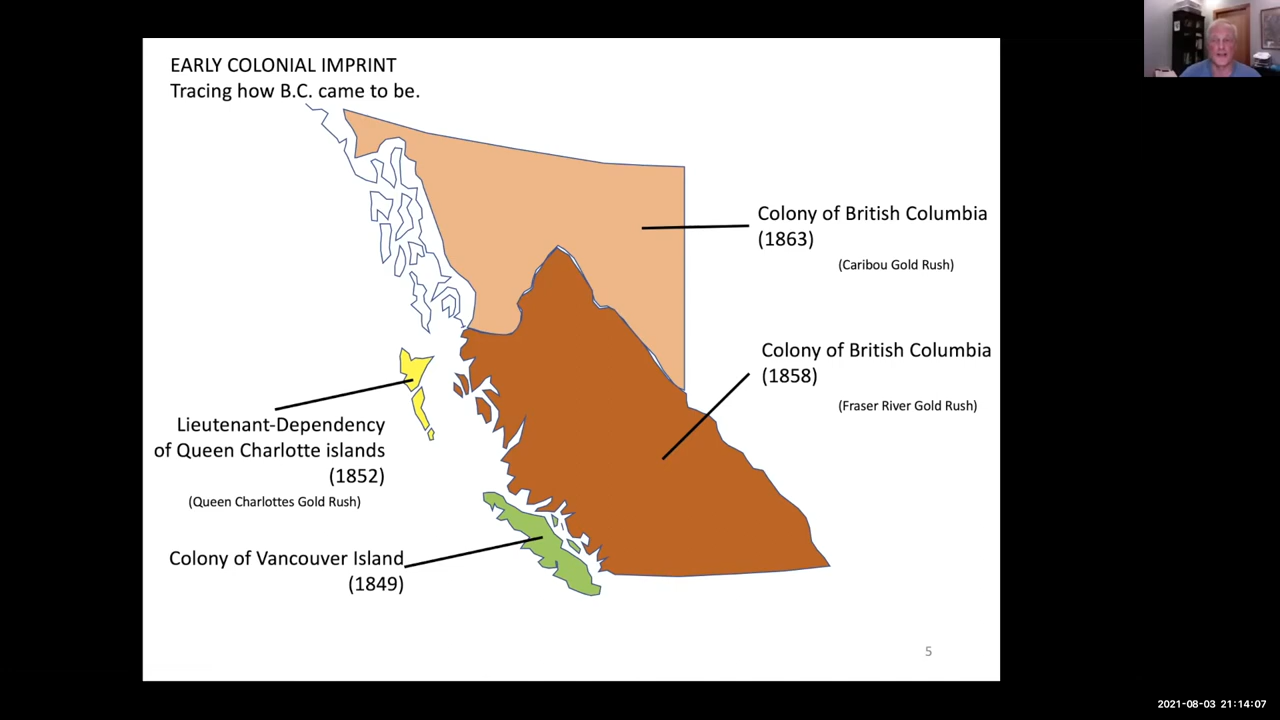 EARLY COLONIAL IMPRINT
Tracing how B.C. came to be.
Colony of British Columbia
(1863)
(Caribou Gold Rush)
Colony of British Columbia
(1858)
(Fraser River Gold Rush)
Lieutenant-Dependency
of Queen Charlotte islands
(1852)
(Queen Charlottes Gold Rush)
Colony of Vancouver Island
(1849)
5
2021-08-03 21:14:07